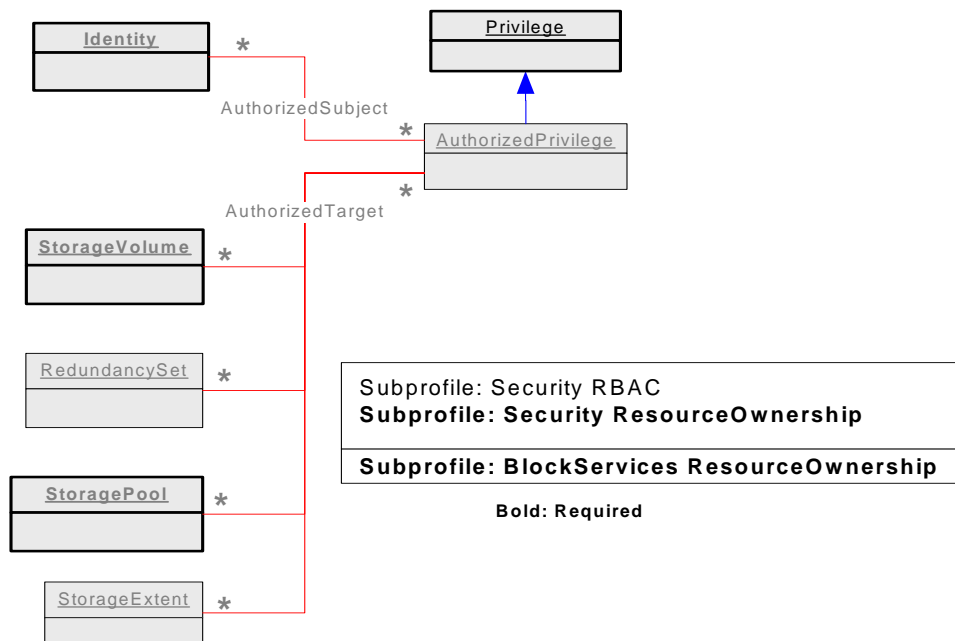 Identity
*
Privilege
AuthorizedSubject
*
AuthorizedPrivilege
*
AuthorizedTarget
StorageVolume
*
RedundancySet
*
Subprofile: Security RBAC
Subprofile: Security ResourceOwnership
Subprofile: BlockServices ResourceOwnership
StoragePool
*
Bold: Required
StorageExtent
*